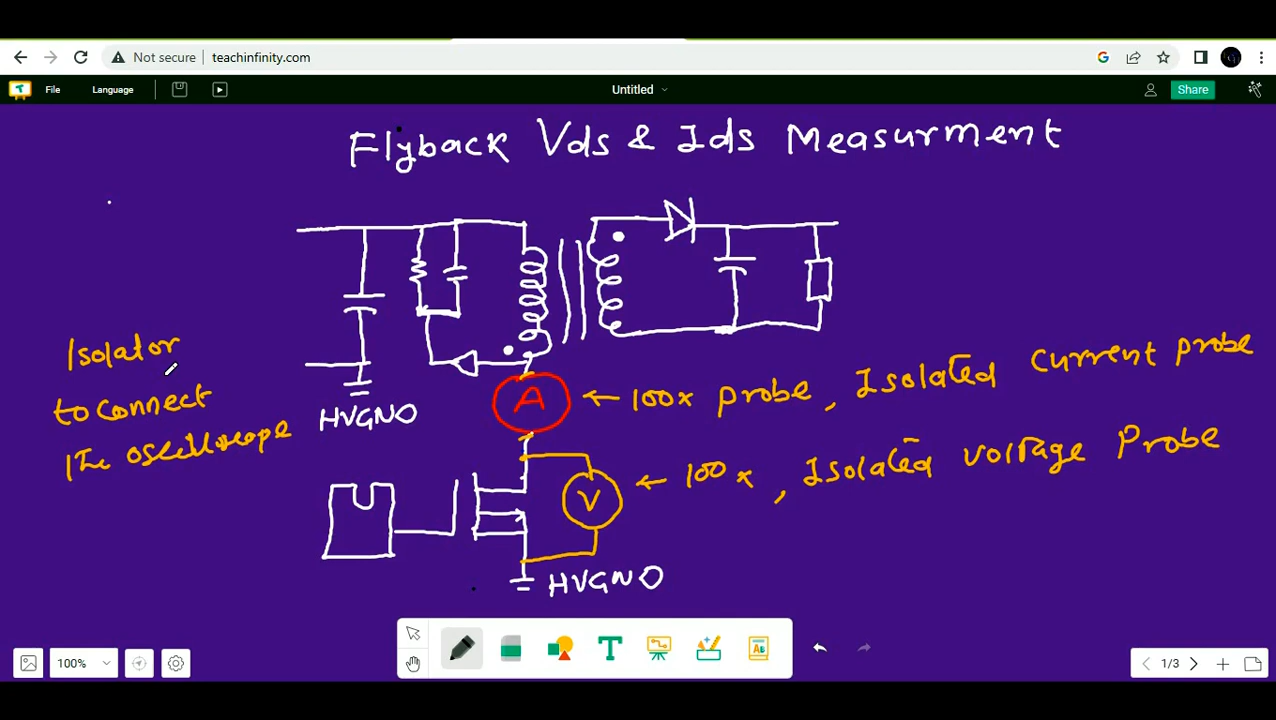 Not secure
teachinfinity.com
File
Language
Untitled
Share
Flyback Vds & Ids Measurment
Isolator
to connect
The oscilloscope
HVGND
A
← 100x probe, Isolated current probe
V
← 100x, Isolated voltage Probe
HVGND
T
100%
1/3